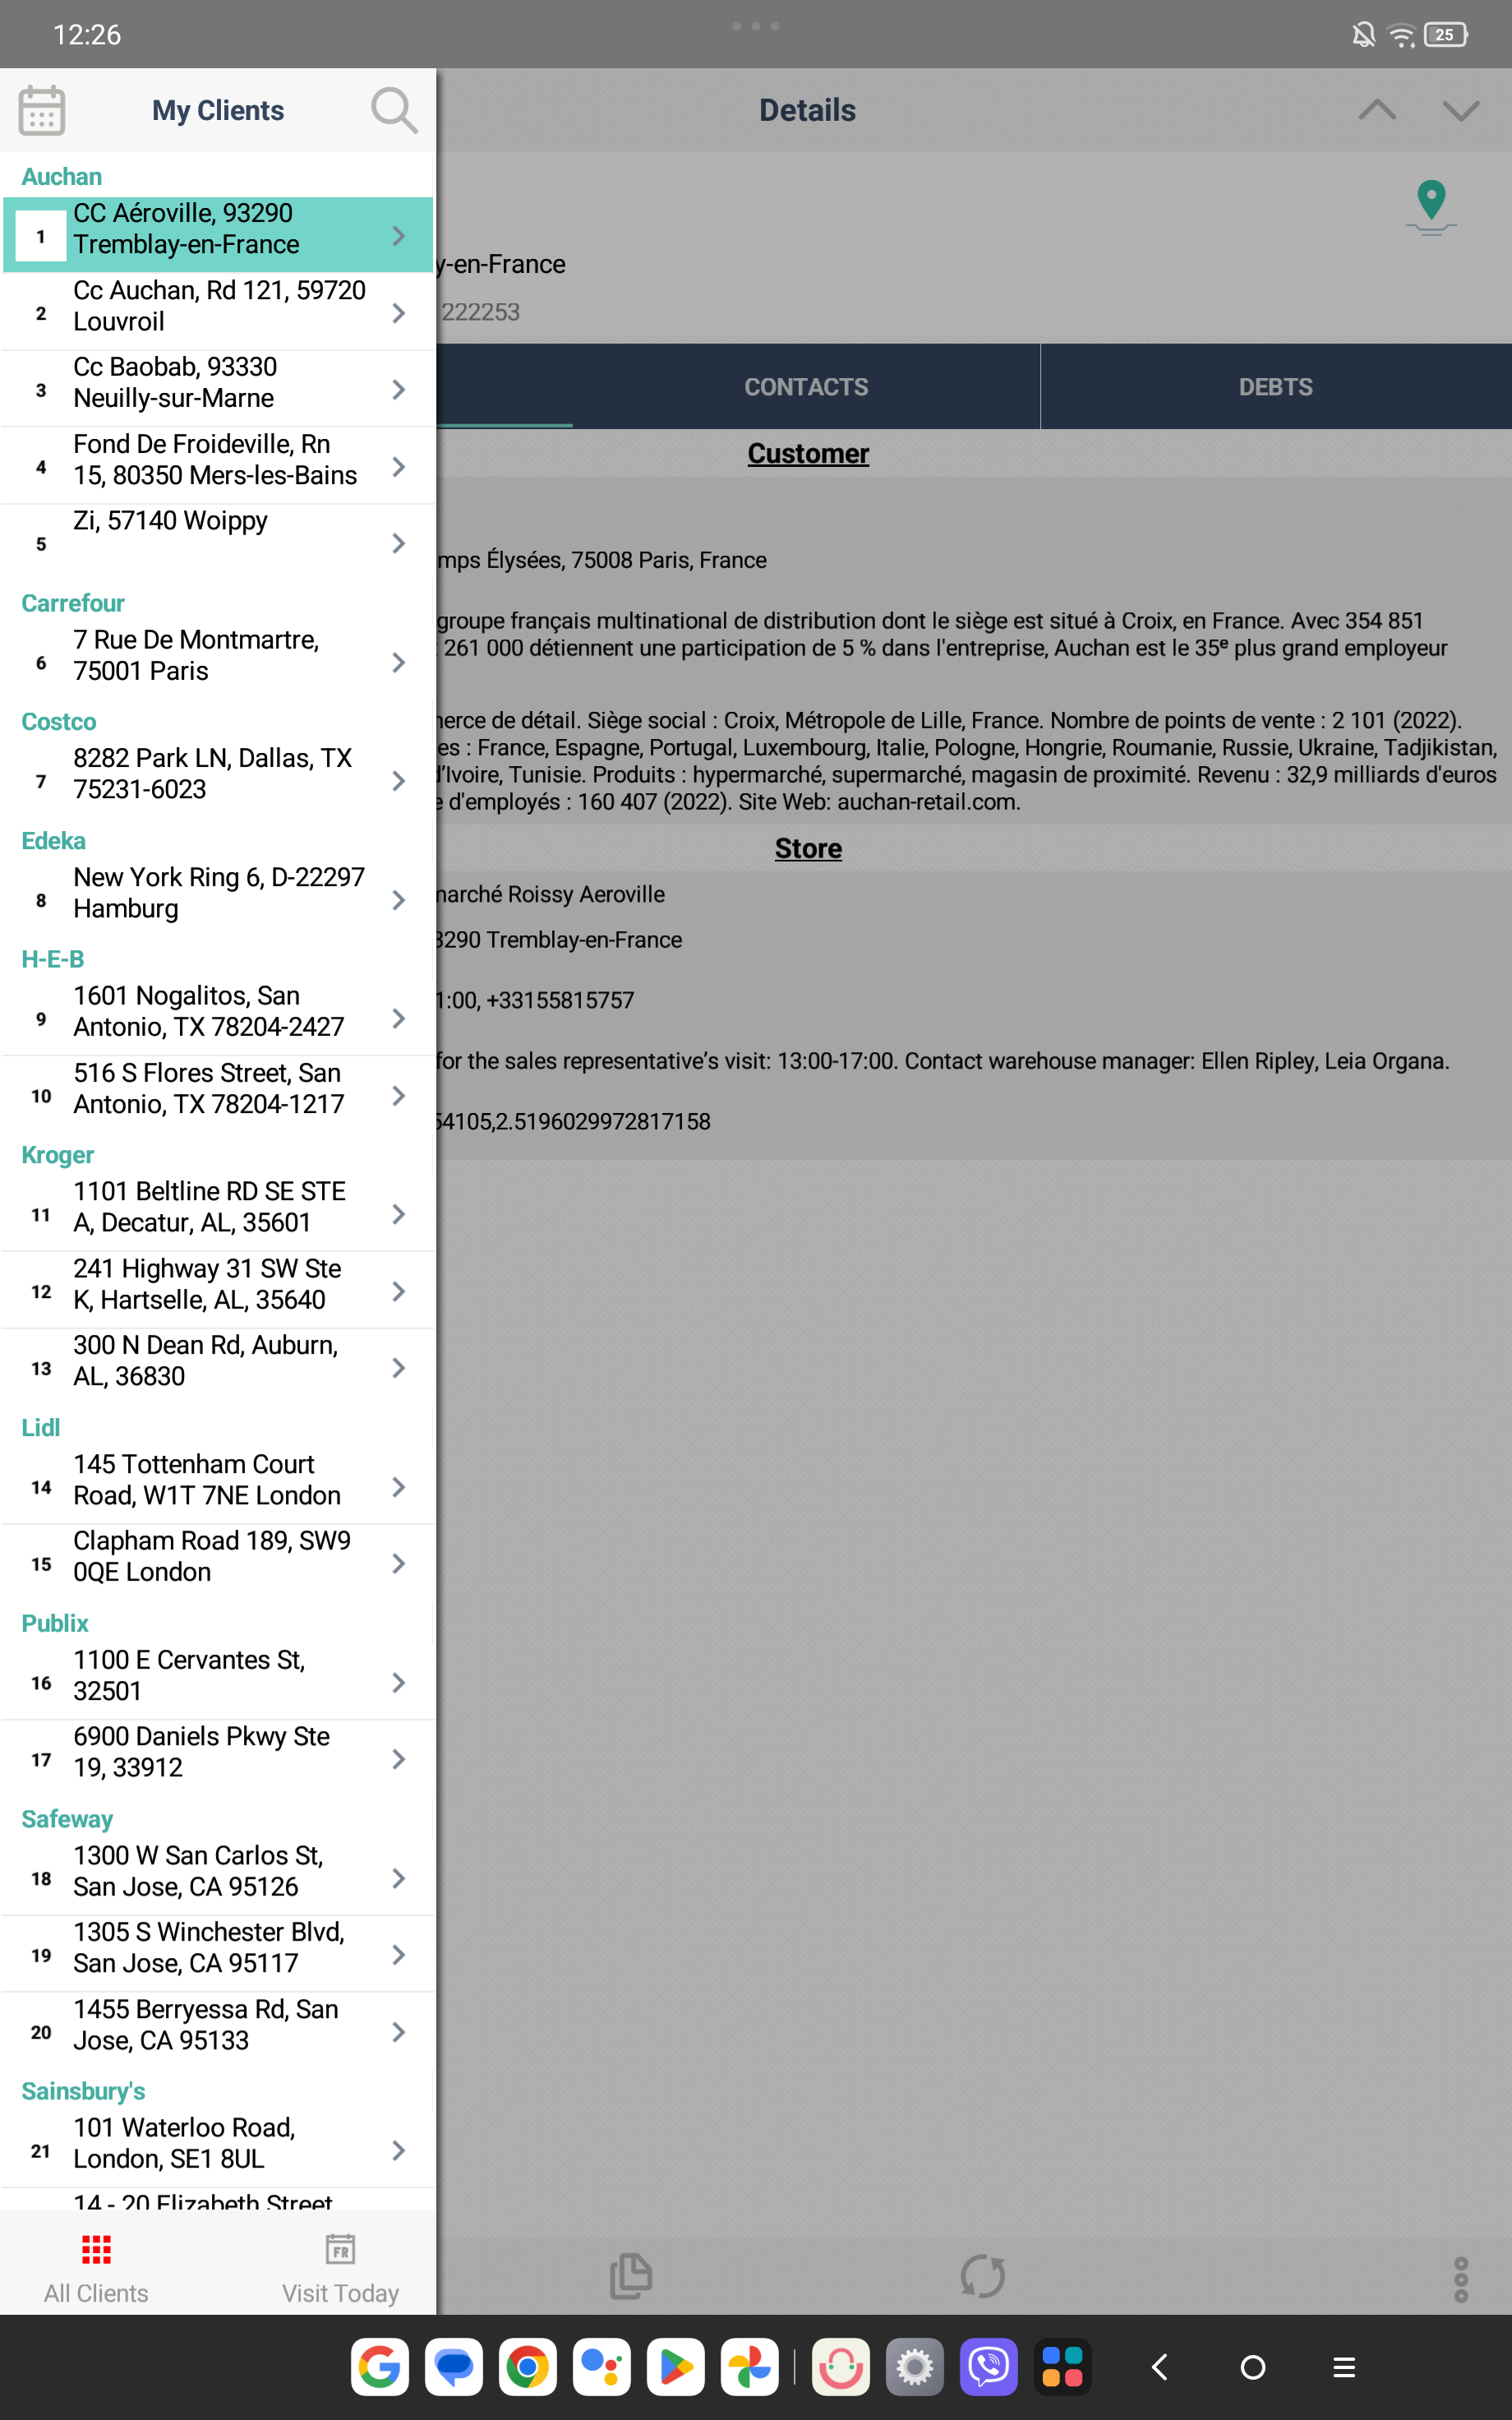 12:26
25
My Clients
Details
Auchan
1
CC Aéroville, 93290
Tremblay-en-France
2
Cc Auchan, Rd 121, 59720
Louvroil
3
Cc Baobab, 93330
Neuilly-sur-Marne
4
Fond De Froideville, Rn
15, 80350 Mers-les-Bains
5
Zi, 57140 Woippy
Carrefour
6
7 Rue De Montmartre,
75001 Paris
Costco
7
8282 Park LN, Dallas, TX
75231-6023
Edeka
8
New York Ring 6, D-22297
Hamburg
H-E-B
9
1601 Nogalitos, San
Antonio, TX 78204-2427
10
516 S Flores Street, San
Antonio, TX 78204-1217
Kroger
11
1101 Beltline RD SE STE
A, Decatur, AL, 35601
12
241 Highway 31 SW Ste
K, Hartselle, AL, 35640
13
300 N Dean Rd, Auburn,
AL, 36830
Lidl
14
145 Tottenham Court
Road, W1T 7NE London
15
Clapham Road 189, SW9
0QE London
Publix
16
1100 E Cervantes St,
32501
17
6900 Daniels Pkwy Ste
19, 33912
Safeway
18
1300 W San Carlos St,
San Jose, CA 95126
19
1305 S Winchester Blvd,
San Jose, CA 95117
20
1455 Berryessa Rd, San
Jose, CA 95133
Sainsbury's
21
101 Waterloo Road,
London, SE1 8UL
14 - 20 Elizabeth Street
All Clients
FR
Visit Today
y-en-France
222253
CONTACTS
DEBTS
Customer
mps Élysées, 75008 Paris, France
groupe français multinational de distribution dont le siège est situé à Croix, en France. Avec 354 851
261 000 détiennent une participation de 5 % dans l'entreprise, Auchan est le 35ᵉ plus grand employeur
erce de détail. Siège social : Croix, Métropole de Lille, France. Nombre de points de vente : 2 101 (2022).
es : France, Espagne, Portugal, Luxembourg, Italie, Pologne, Hongrie, Roumanie, Russie, Ukraine, Tadjikistan,
d'Ivoire, Tunisie. Produits : hypermarché, supermarché, magasin de proximité. Revenu : 32,9 milliards d'euros
e d'employés : 160 407 (2022). Site Web: auchan-retail.com.
Store
marché Roissy Aeroville
3290 Tremblay-en-France
1:00, +33155815757
for the sales representative’s visit: 13:00-17:00. Contact warehouse manager: Ellen Ripley, Leia Organa.
54105,2.5196029972817158